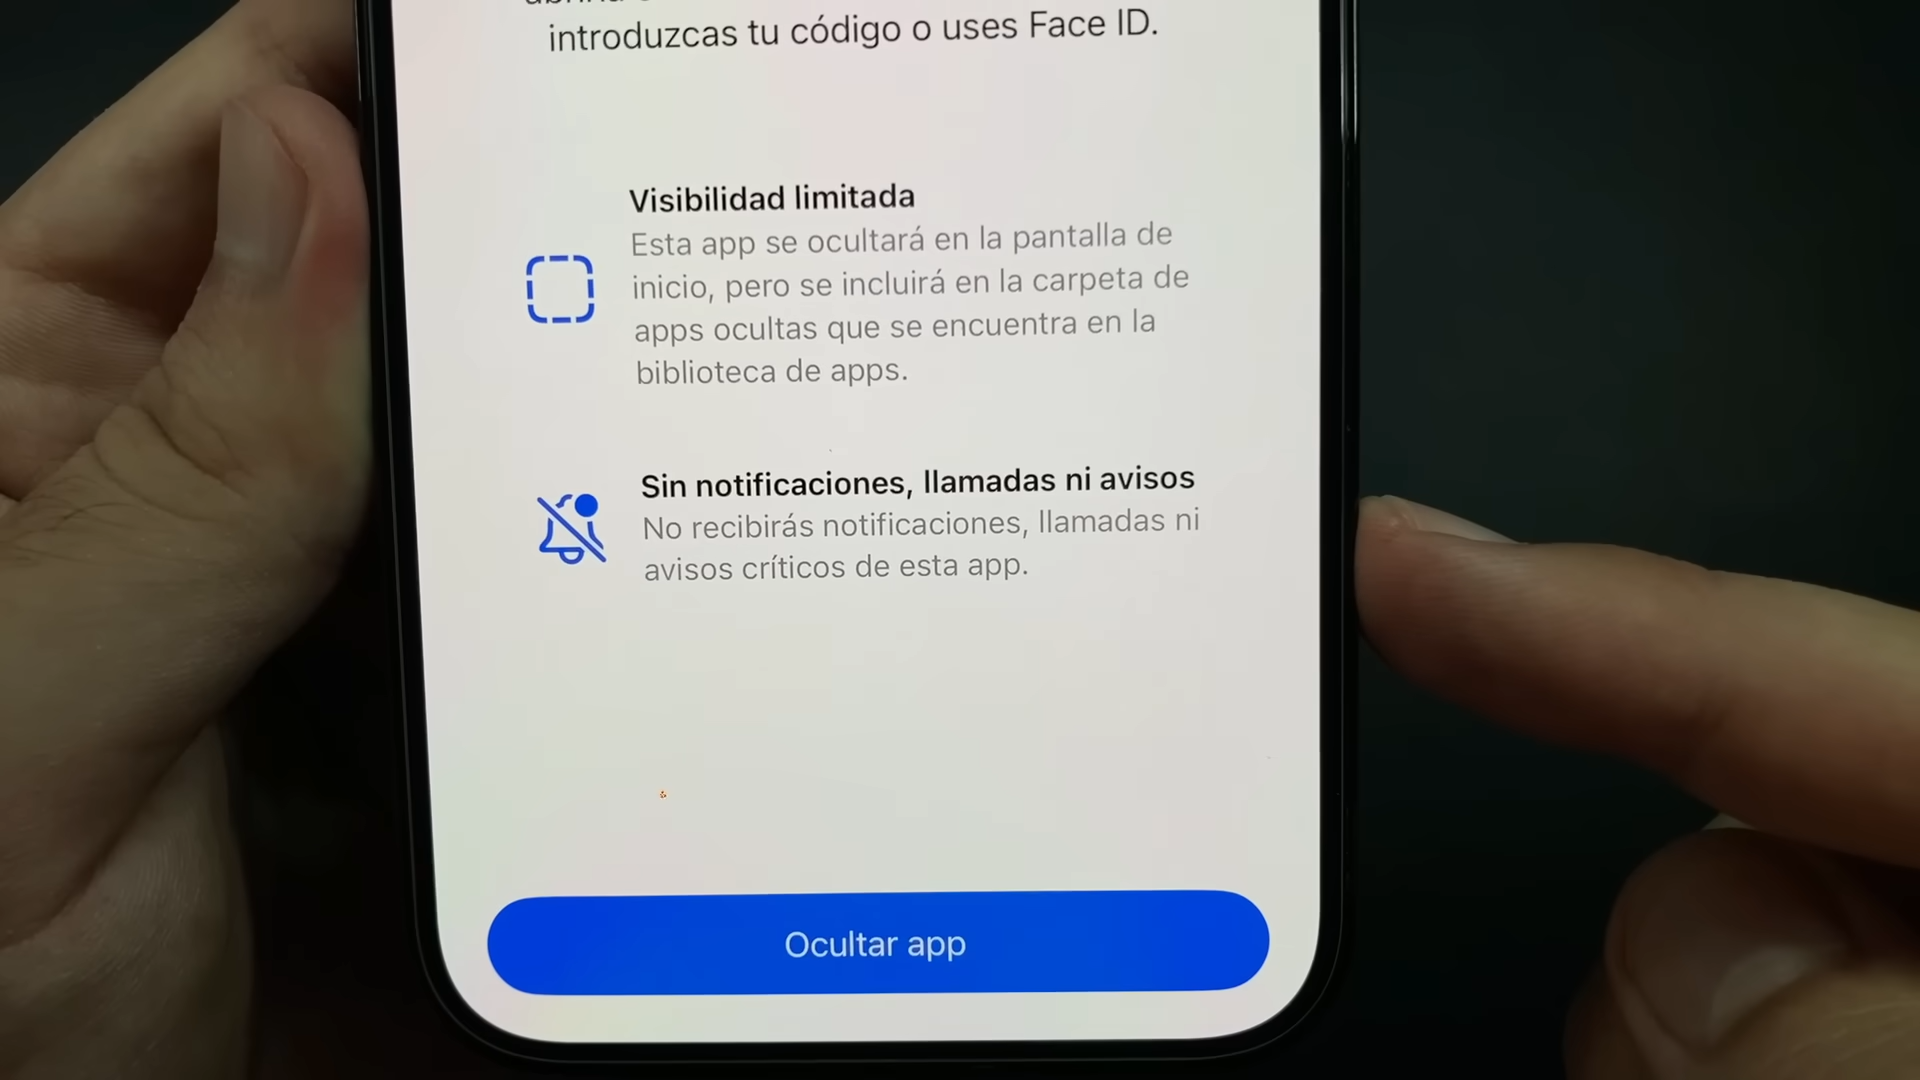 introduzcas tu código o uses Face ID.
Visibilidad limitada
Esta app se ocultará en la pantalla de
inicio, pero se incluirá en la carpeta de
apps ocultas que se encuentra en la
biblioteca de apps.
Sin notificaciones, llamadas ni avisos
No recibirás notificaciones, llamadas ni
avisos críticos de esta app.
Ocultar app